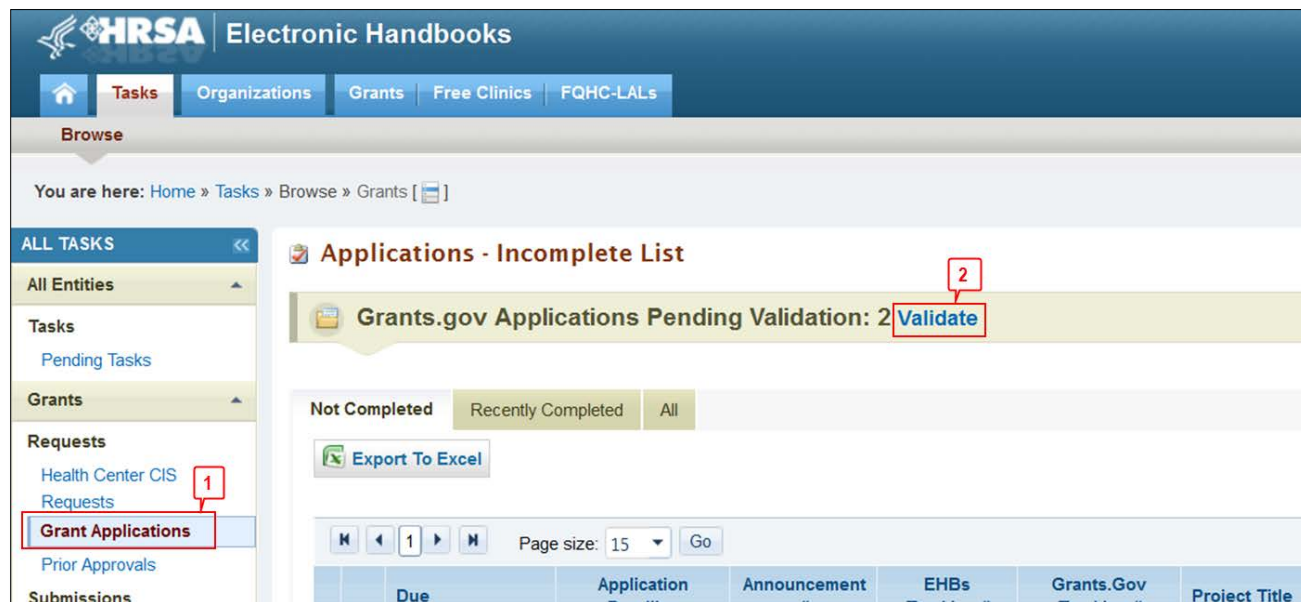 HRSA Electronic Handbooks
Tasks Organizations Grants Free Clinics FQHC-LALs
Browse
You are here: Home » Tasks » Browse » Grants [ ]
ALL TASKS «
All Entities
Tasks
Pending Tasks
Grants
Requests
Health Center CIS
Requests
1
Grant Applications
Prior Approvals
Submissions
Applications - Incomplete List
2
Grants.gov Applications Pending Validation: 2 Validate
Not Completed Recently Completed All
Export To Excel
1 Page size: 15 Go
Due Application Announcement EHBs Grants.Gov Project Title